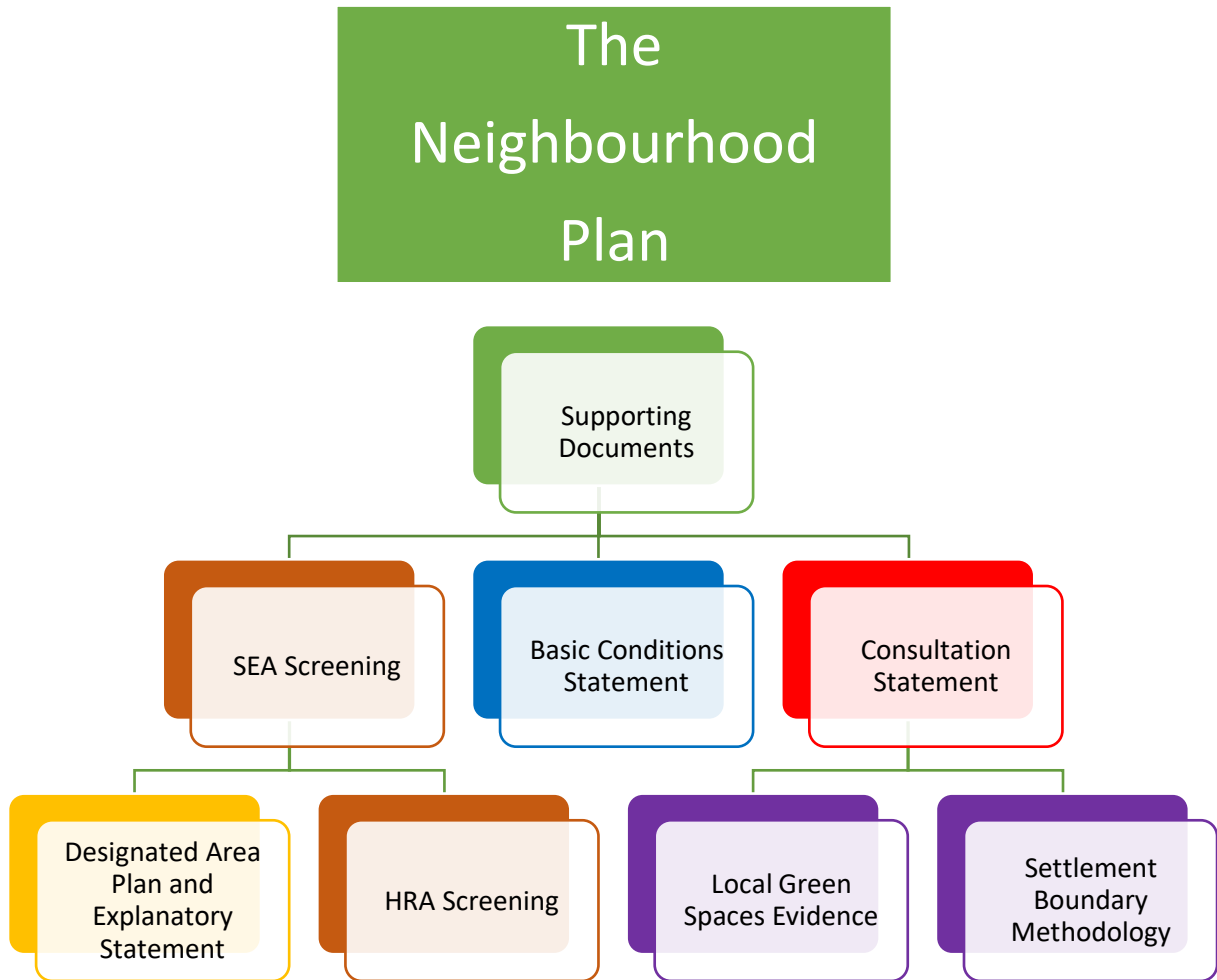 The
Neighbourhood
Plan
Supporting
Documents
SEA Screening
Basic Conditions
Statement
Consultation
Statement
Designated Area
Plan and
Explanatory
Statement
HRA Screening
Local Green
Spaces Evidence
Settlement
Boundary
Methodology